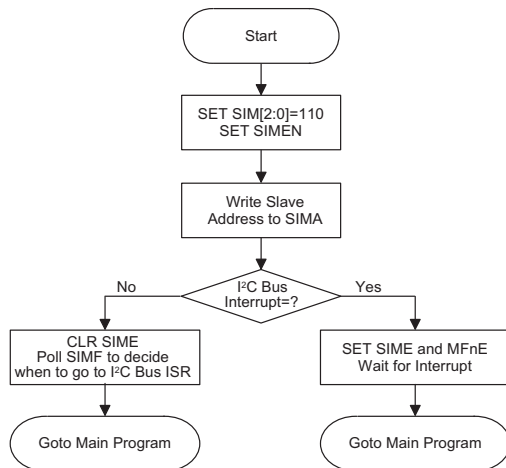 Start
SET SIM[2:0]=110
SET SIMEN
Write Slave
Address to SIMA
I²C Bus
Interrupt=?
No
Yes
CLR SIME
Poll SIMF to decide
when to go to I²C Bus ISR
SET SIME and MFnE
Wait for Interrupt
Goto Main Program
Goto Main Program